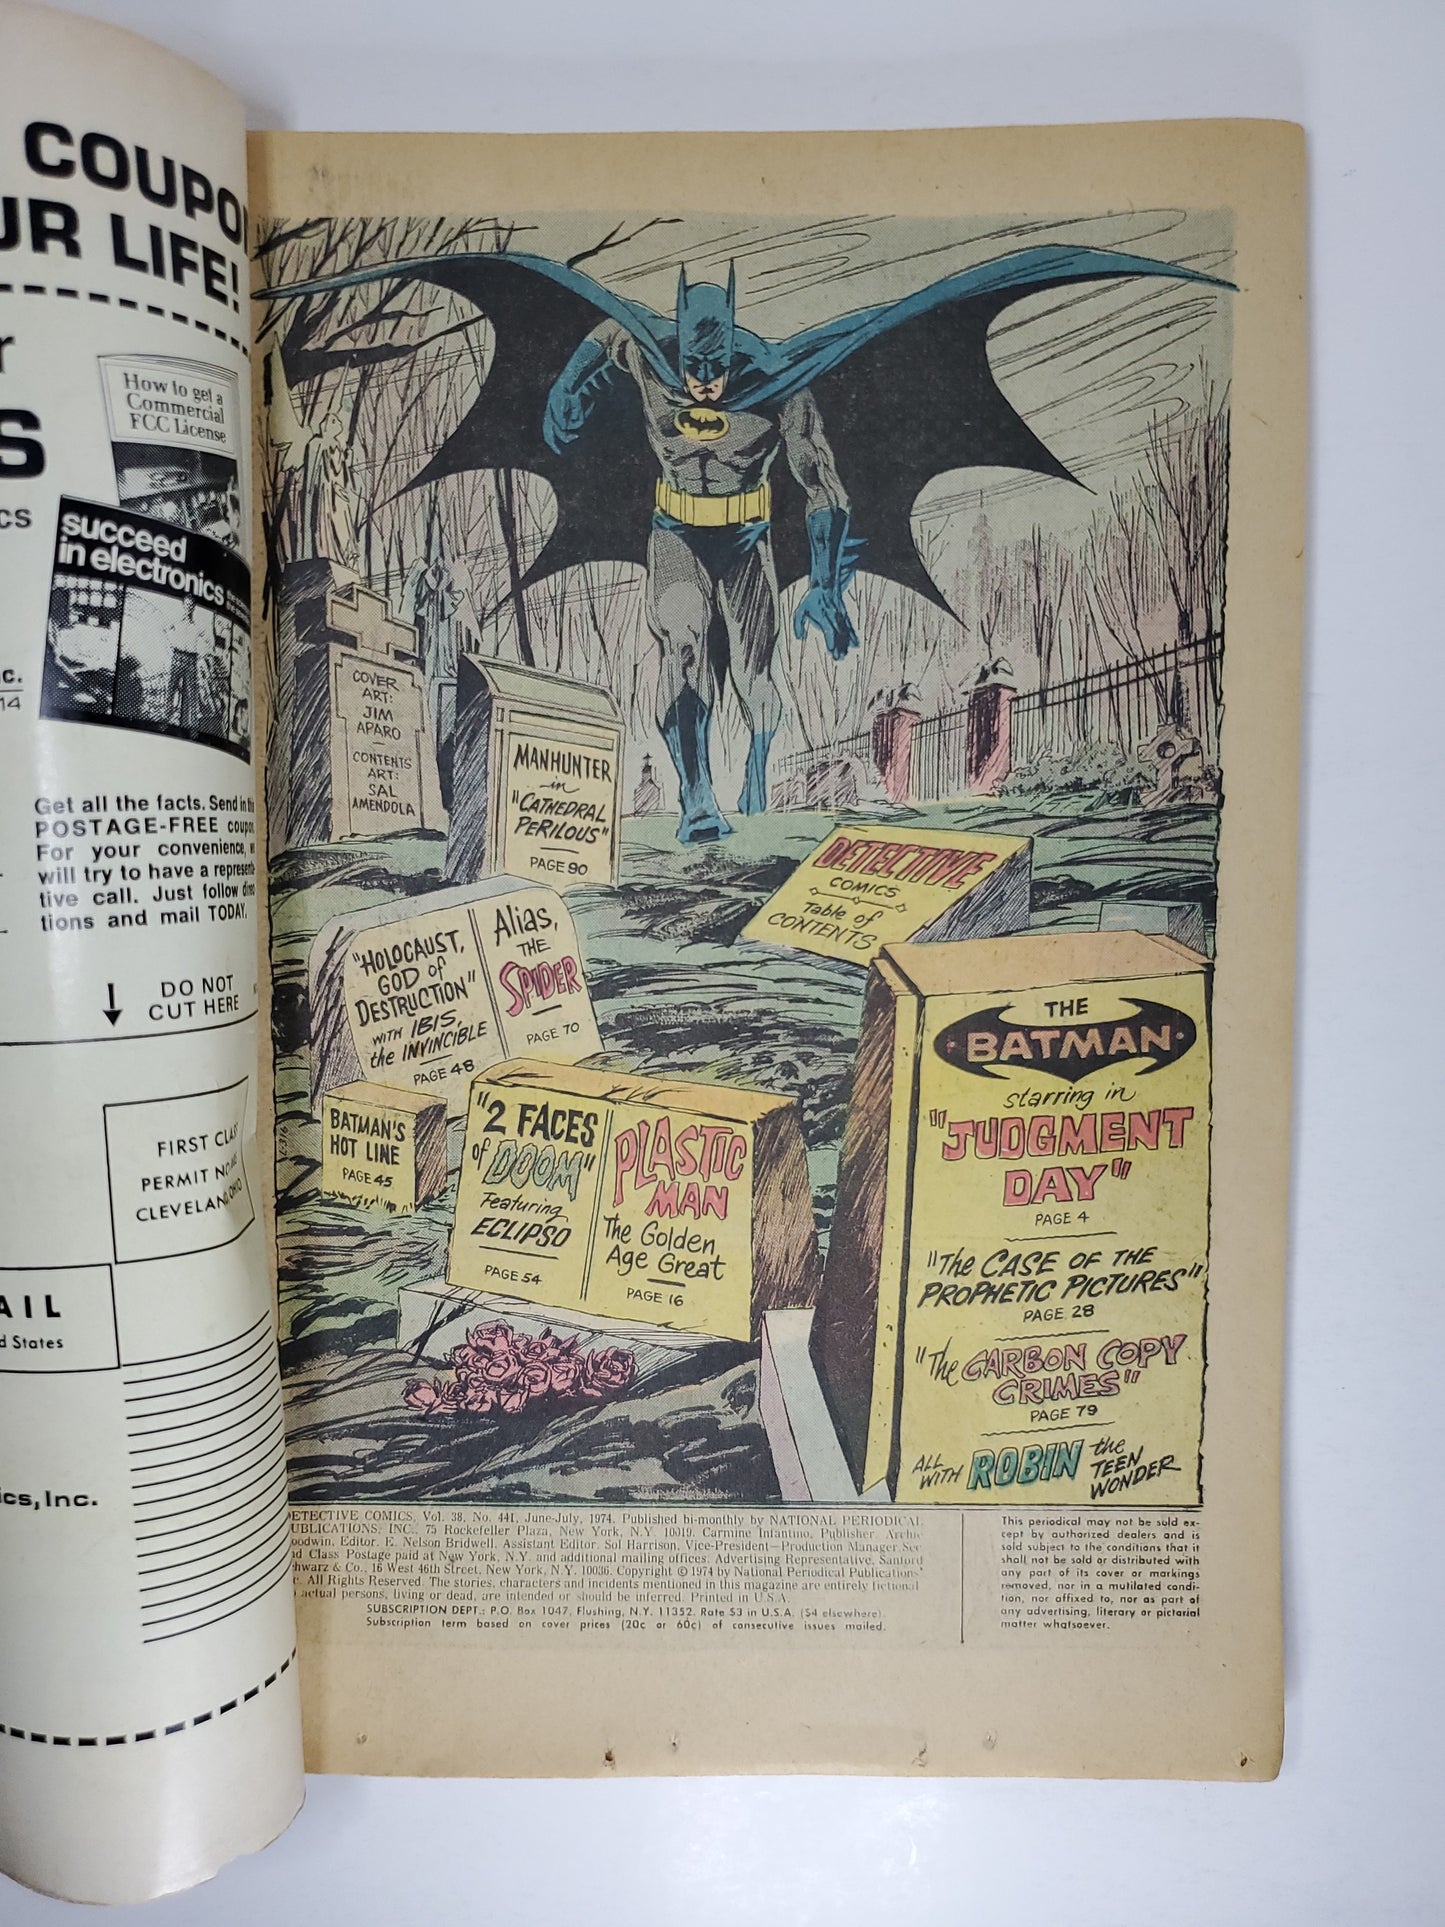 COUPON
UR LIFE!
How to get a
Commercial
FCC License
succeed
in electronics
Get all the facts. Send in
POSTAGE-FREE coupon.
For your convenience,
will try to have a
tive call. Just follow
tions and mail TODAY.
DO NOT
CUT HERE
FIRST CLASS
PERMIT NO.
CLEVELAND, OHIO
AIL
d States
ics, Inc.
COVER
ART:
JIM
APARO
CONTENTS
ART:
SAL
AMENDOLA
MANHUNTER
in
"CATHEDRAL
PERILOUS"
PAGE 90
DETECTIVE
COMICS
Table of
CONTENTS
"HOLOCAUST,
GOD of
DESTRUCTION"
WITH IBIS,
the INVINCIBLE
PAGE 48
Alias,
THE
SPIDER
PAGE 70
BATMAN'S
HOT LINE
PAGE 45
"2 FACES
of DOOM"
Featuring
ECLIPSO
PAGE 54
PLASTIC
MAN
The Golden
Age Great
PAGE 16
THE
BATMAN
starring in
"JUDGMENT
DAY"
PAGE 4
"The CASE OF THE
PROPHETIC PICTURES"
PAGE 28
"The CARBON COPY
CRIMES"
PAGE 79
ALL
WITH ROBIN the
TEEN
WONDER
ETECTIVE COMICS, Vol. 38, No. 441, June-July, 1974. Published bi-monthly by NATIONAL PERIODICAL
UBLICATIONS, INC., 75 Rockefeller Plaza, New York, N.Y. 10019. Carmine Infantino, Publisher. Archie
oodwin, Editor. E. Nelson Bridwell, Assistant Editor. Sol Harrison, Vice-President—Production Manager. Sec
nd Class Postage paid at New York, N.Y. and additional mailing offices. Advertising Representative, Sanford
chwarz & Co., 16 West 46th Street, New York, N.Y. 10036. Copyright © 1974 by National Periodical Publications'
c. All Rights Reserved. The stories, characters and incidents mentioned in this magazine are entirely fictional
actual persons, living or dead, are intended or should be inferred. Printed in U.S.A.
SUBSCRIPTION DEPT.: P.O. Box 1047, Flushing, N.Y. 11352. Rate $3 in U.S.A. ($4 elsewhere).
Subscription term based on cover prices (20c or 60c) of consecutive issues mailed.
This periodical may not be sold ex-
cept by authorized dealers and is
sold subject to the conditions that it
shall not be sold or distributed with
any part of its cover or markings
removed, nor in a mutilated condi-
tion, nor affixed to, nor as part of
any advertising, literary or pictorial
matter whatsoever.